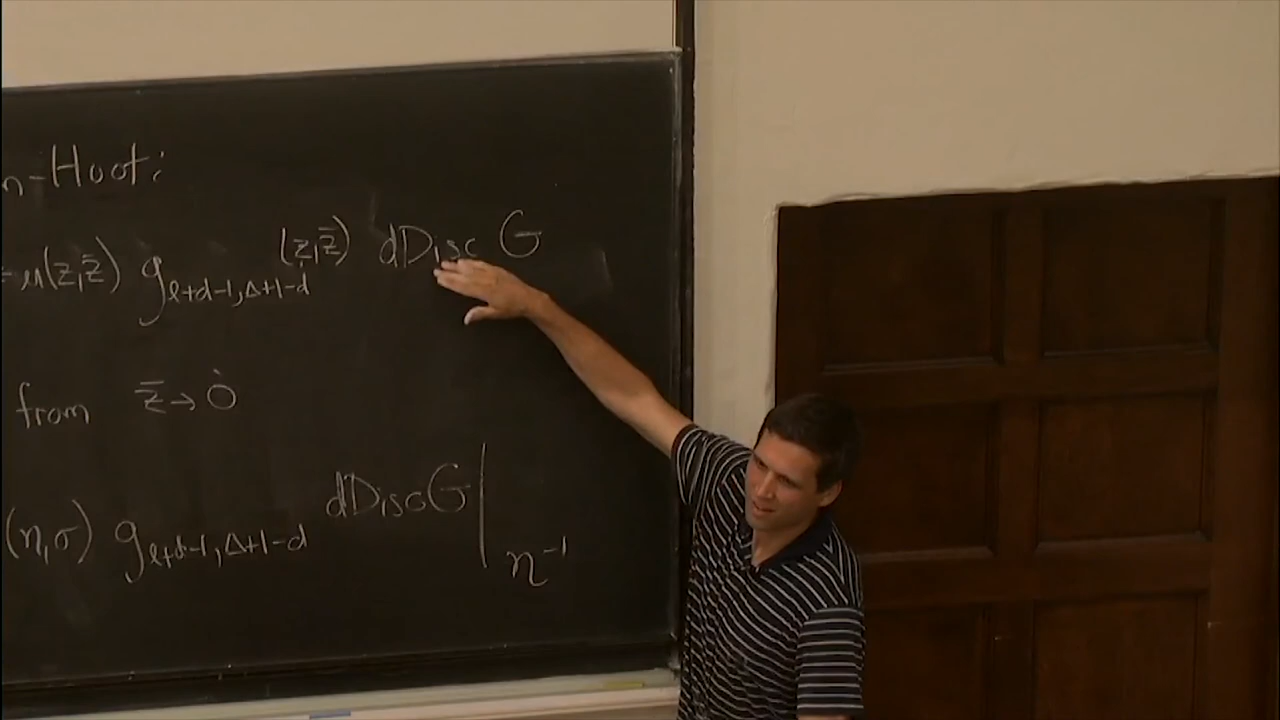 n-Hoot:
= μ(z,z̄) g_{ℓ+d-1,Δ+1-d} (z,z̄) dDisc G
from z̄→0
(η,σ) g_{ℓ+d-1,Δ+1-d} dDisc G |_{η^{-1}}